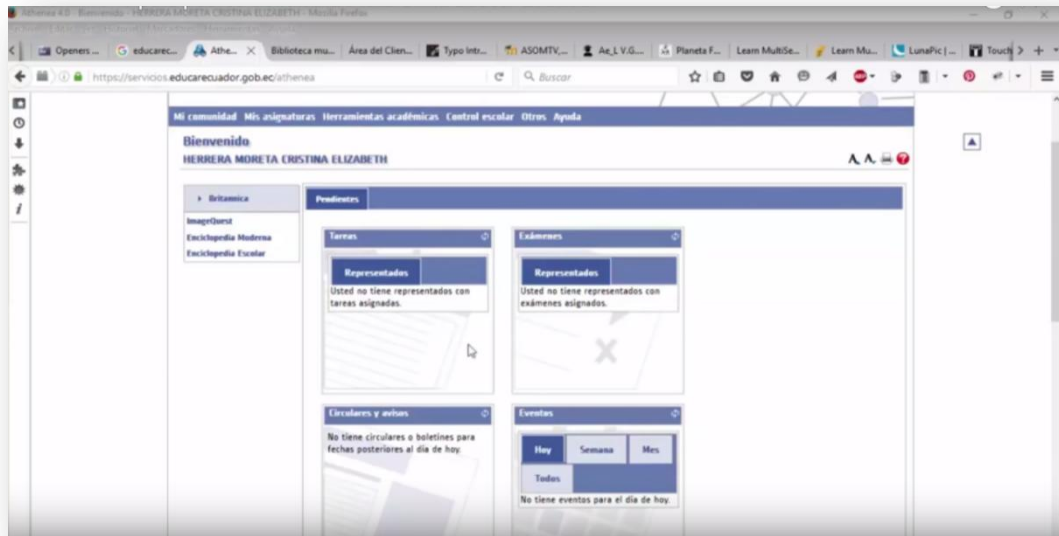 Athenea 4.0 - Bienvenido - HERRERA MORETA CRISTINA ELIZABETH - Mozilla Firefox
Openers ... educarec... Athe... Biblioteca mu... Área del Clien... Typo Intr... ASOMTV,... Ae_L V.G.... Planeta F... Learn MultiSe... Learn Mu... LunaPic | ... Touch
https://servicios.educarecuador.gob.ec/athenea Buscar
Mi comunidad Mis asignaturas Herramientas académicas Control escolar Otros Ayuda
Bienvenido
HERRERA MORETA CRISTINA ELIZABETH
Britannica
ImageQuest
Enciclopedia Moderna
Enciclopedia Escolar
Pendientes
Tareas
Representados
Usted no tiene representados con
tareas asignadas.
Exámenes
Representados
Usted no tiene representados con
exámenes asignados.
Circulares y avisos
No tiene circulares o boletines para
fechas posteriores al día de hoy.
Eventos
Hoy Semana Mes
Todos
No tiene eventos para el día de hoy.